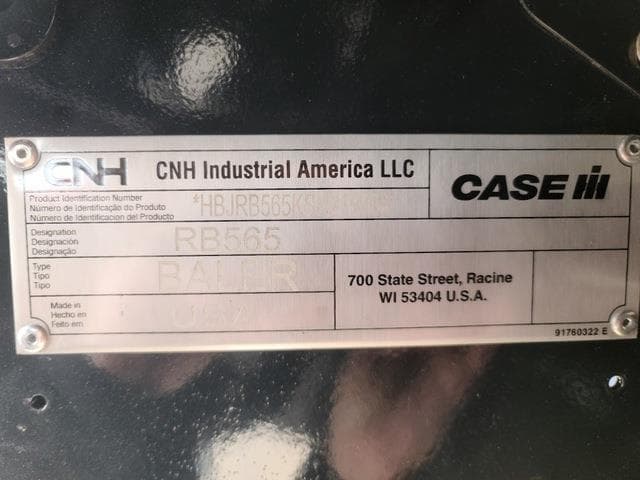 CNH
CNH Industrial America LLC
CASE IH
Product Identification Number
Número de Identificação do Produto
Número de Identificacion del Producto
Designation
Designación
Designação
RB565
Type
Tipo
Tipo
BALER
700 State Street, Racine
WI 53404 U.S.A.
Made in
Hecho en
Feito em
91760322 E